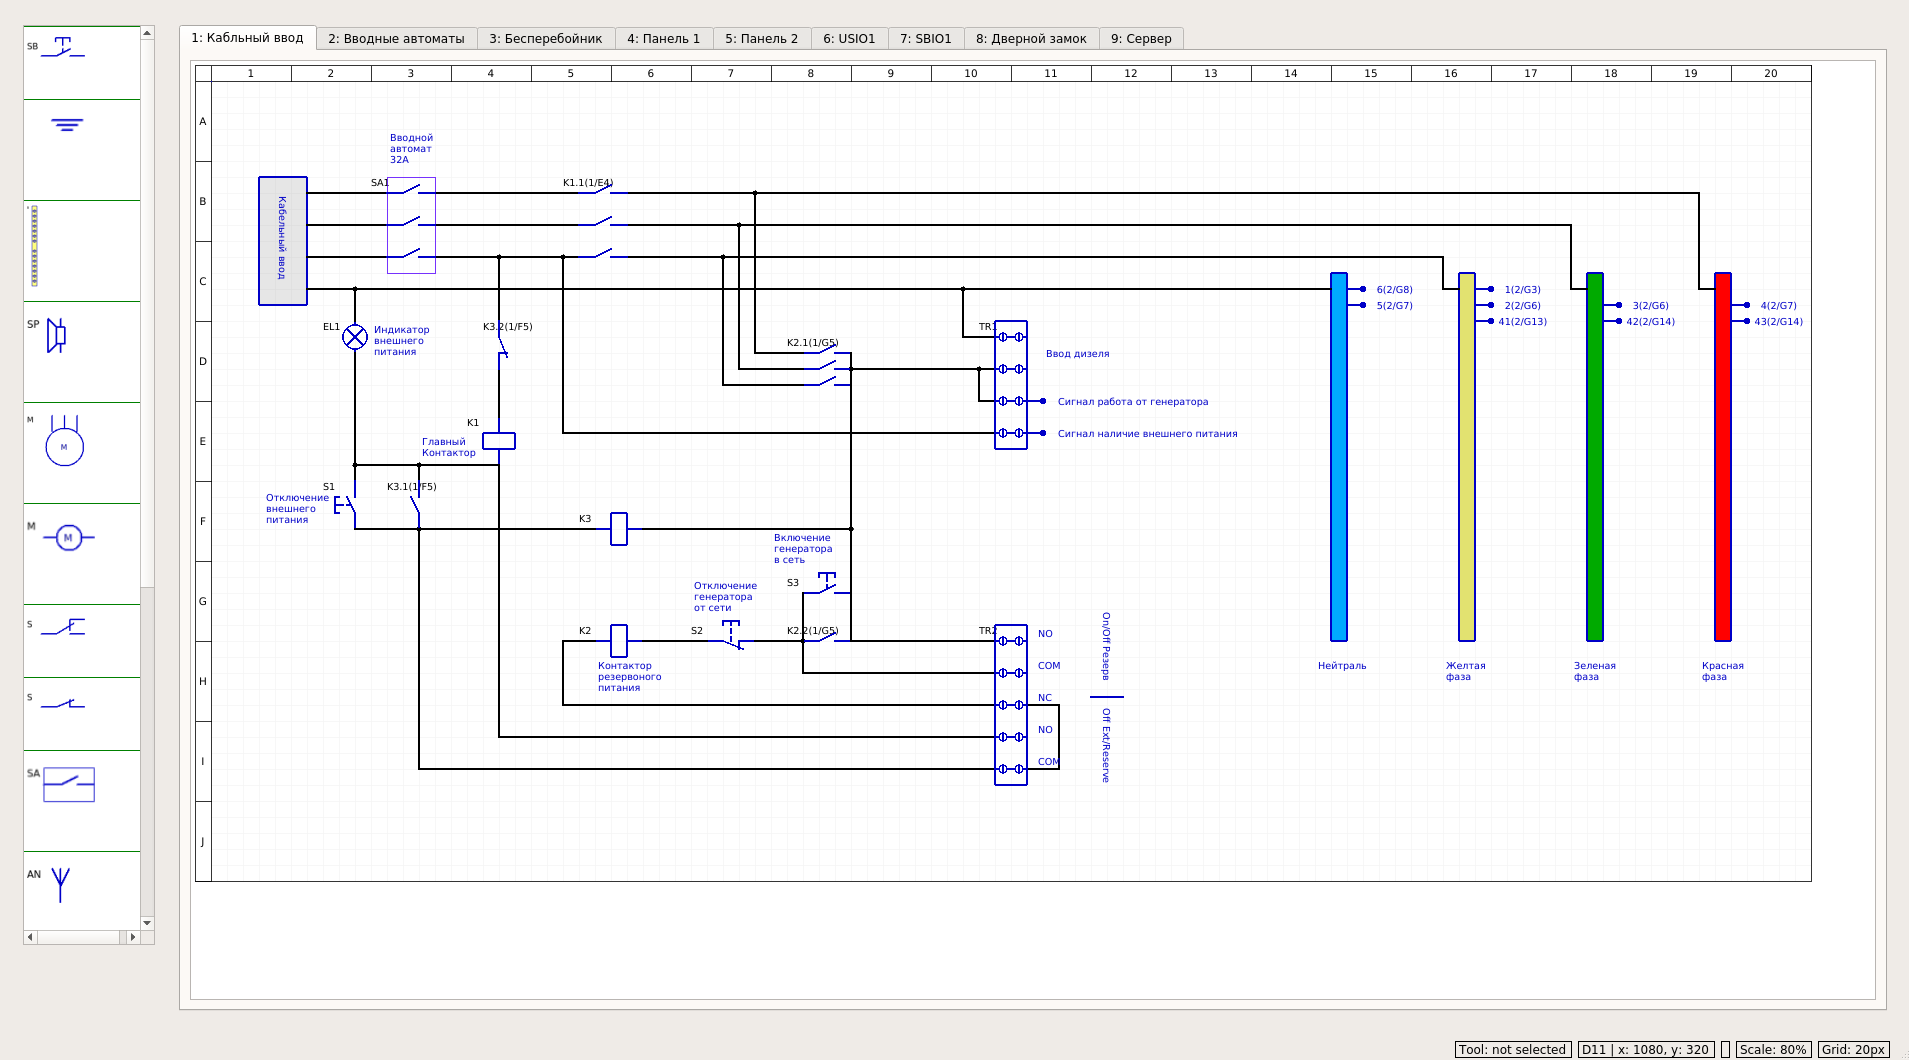 1: Кабльный ввод
2: Вводные автоматы
3: Бесперебойник
4: Панель 1
5: Панель 2
6: USIO1
7: SBIO1
8: Дверной замок
9: Сервер
1 2 3 4 5 6 7 8 9 10 11 12 13 14 15 16 17 18 19 20
SB
SP
M
M
M
M
S
S
SA
AN
A
B
C
D
E
F
G
H
I
J
Вводной
автомат
32А
SA1
K1.1(1/E4)
Кабельный ввод
EL1
Индикатор
внешнего
питания
K3.2(1/F5)
K2.1(1/G5)
TR1
Ввод дизеля
Сигнал работа от генератора
Сигнал наличие внешнего питания
K1
Главный
Контактор
S1
Отключение
внешнего
питания
K3.1(1/F5)
K3
Включение
генератора
в сеть
S3
Отключение
генератора
от сети
K2
S2
K2.2(1/G5)
Контактор
резервоного
питания
TR2
NO
COM
NC
NO
COM
On/Off Резерв
Off Ext/Reserve
6(2/G8)
5(2/G7)
1(2/G3)
2(2/G6)
41(2/G13)
3(2/G6)
42(2/G14)
4(2/G7)
43(2/G14)
Нейтраль
Желтая
фаза
Зеленая
фаза
Красная
фаза
Tool: not selected
D11 | x: 1080, y: 320
Scale: 80%
Grid: 20px